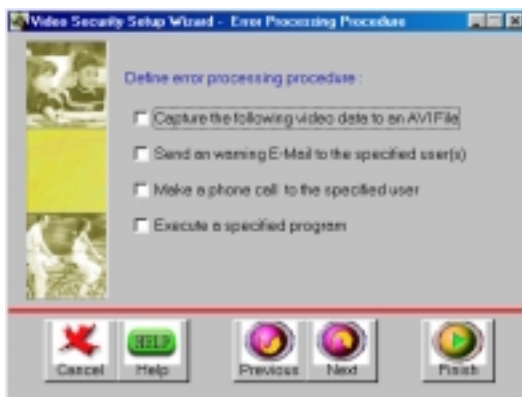 Video Security Setup Wizard - Error Processing Procedure
Define error processing procedure :
Capture the following video data to an AVI File
Send an warning E-Mail to the specified user(s)
Make a phone call to the specified user
Execute a specified program
HELP
Cancel
Help
Previous
Next
Finish